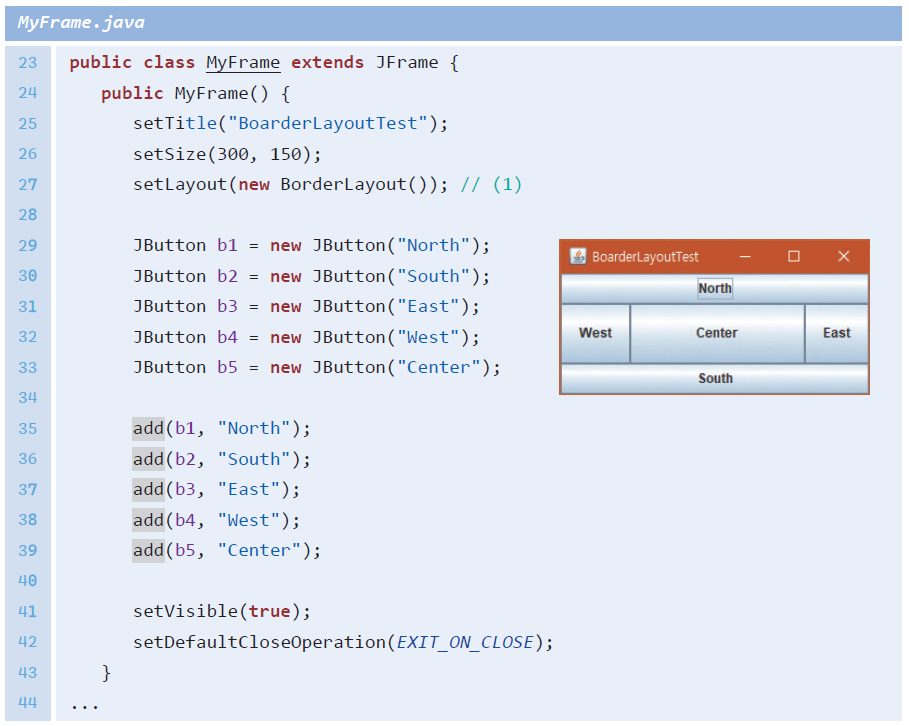 MyFrame.java
23 public class MyFrame extends JFrame {
24 public MyFrame() {
25 setTitle("BoarderLayoutTest");
26 setSize(300, 150);
27 setLayout(new BorderLayout()); // (1)
28
29 JButton b1 = new JButton("North");
30 JButton b2 = new JButton("South");
31 JButton b3 = new JButton("East");
32 JButton b4 = new JButton("West");
33 JButton b5 = new JButton("Center");
34
35 add(b1, "North");
36 add(b2, "South");
37 add(b3, "East");
38 add(b4, "West");
39 add(b5, "Center");
40
41 setVisible(true);
42 setDefaultCloseOperation(EXIT_ON_CLOSE);
43 }
44 ...
BoarderLayoutTest
North
West Center East
South